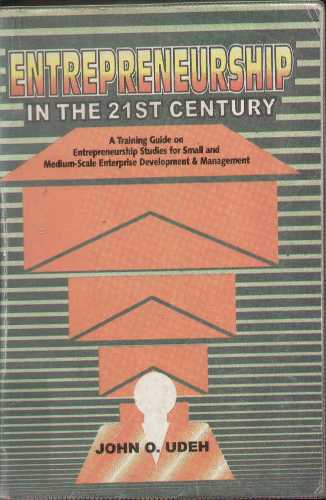 ENTREPRENEURSHIP
IN THE 21ST CENTURY
A Training Guide on
Entrepreneurship Studies for Small and
Medium-Scale Enterprise Development & Management
JOHN O. UDEH